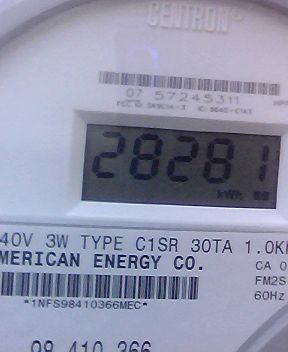 CENTRON®
07 57245311
28281
kWh
40V 3W TYPE C1SR 30TA 1.0K
MERICAN ENERGY CO.
CA 0
FM2S
60Hz
*1NFS98410366MEC*
98 410 366